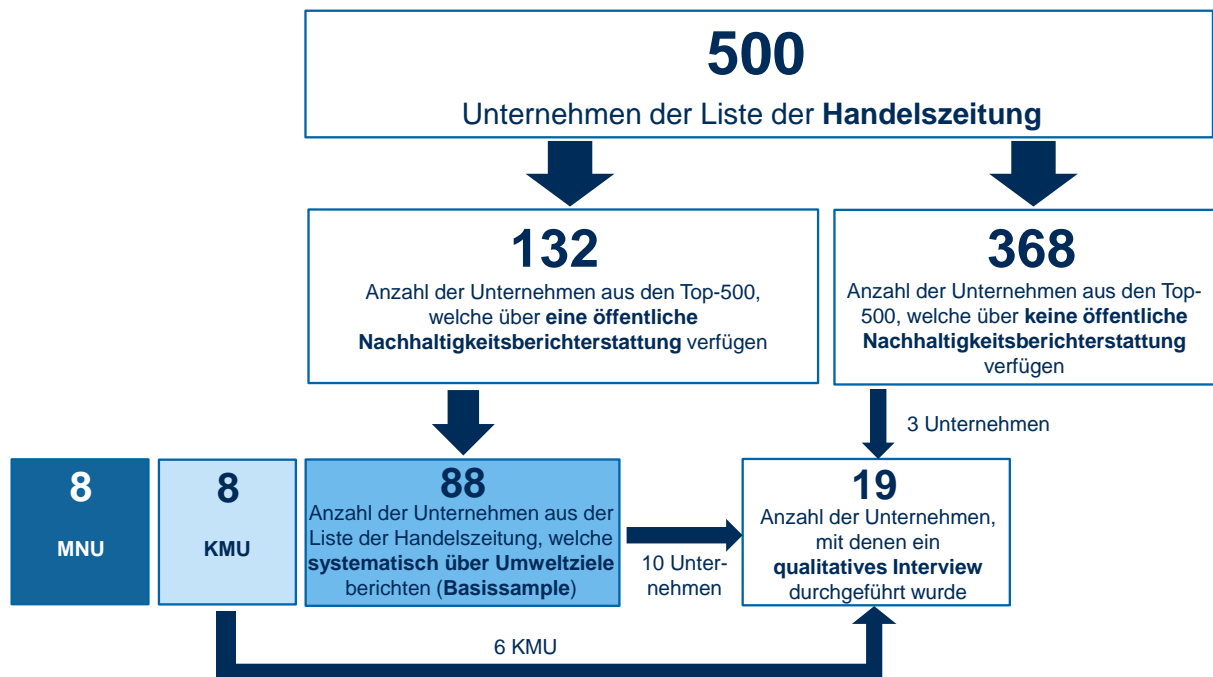 500
Unternehmen der Liste der Handelszeitung
132
Anzahl der Unternehmen aus den Top-500,
welche über eine öffentliche
Nachhaltigkeitsberichterstattung verfügen
368
Anzahl der Unternehmen aus den Top-
500, welche über keine öffentliche
Nachhaltigkeitsberichterstattung
verfügen
3 Unternehmen
8
MNU
8
KMU
88
Anzahl der Unternehmen aus der
Liste der Handelszeitung, welche
systematisch über Umweltziele
berichten (Basissample)
10 Unter-
nehmen
19
Anzahl der Unternehmen,
mit denen ein
qualitatives Interview
durchgeführt wurde
6 KMU